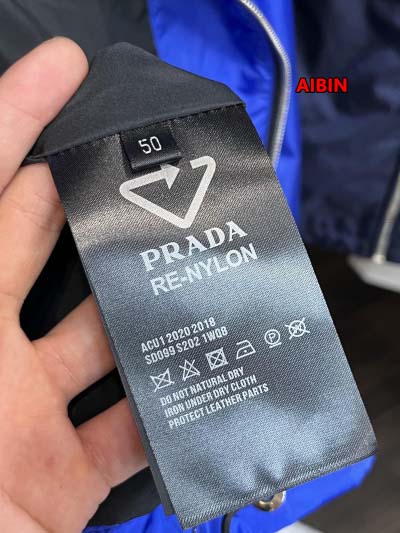 AIBIN
50
PRADA
RE-NYLON
ACU1 2020 2018
SD099 S202 1WQ8
DO NOT NATURAL DRY
IRON UNDER DRY CLOTH
PROTECT LEATHER PARTS